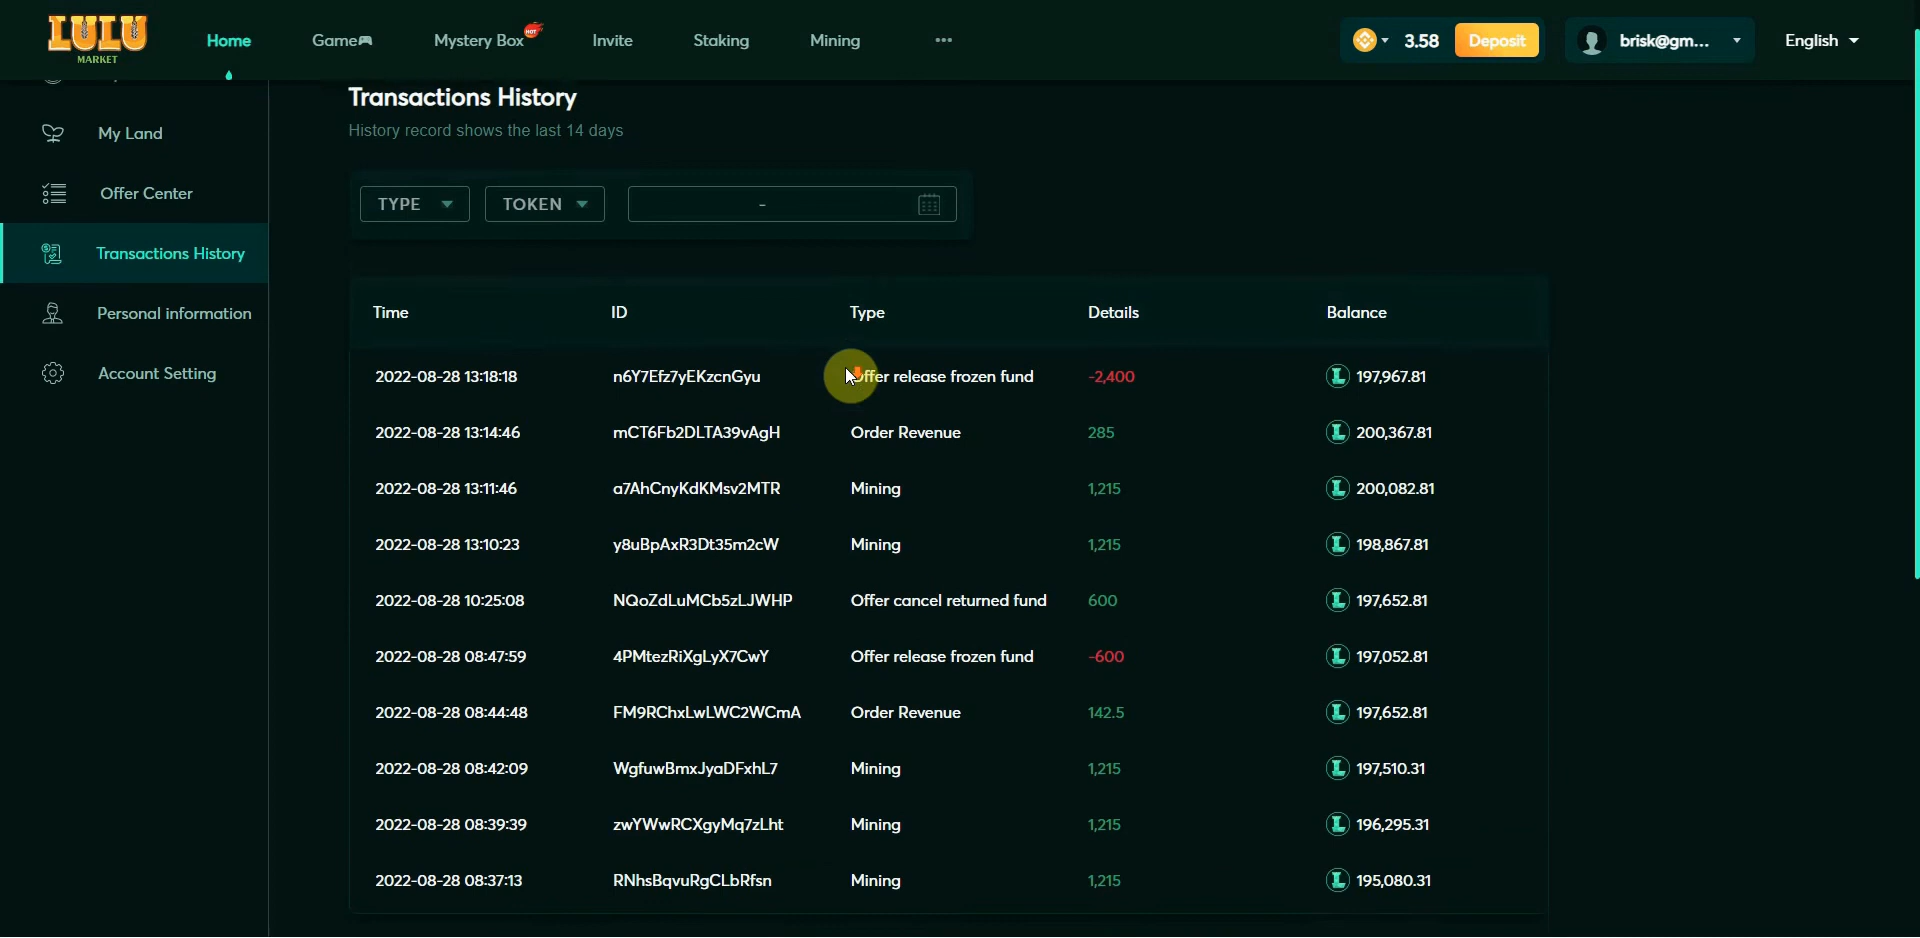 LULU
MARKET
Home
Game
Mystery Box
HOT
Invite
Staking
Mining
•••
3.58
Deposit
brisk@gm...
English
My Land
Offer Center
Transactions History
Personal information
Account Setting
Transactions History
History record shows the last 14 days
TYPE
TOKEN
-
Time ID Type Details Balance
2022-08-28 13:18:18 n6Y7Efz7yEKzcnGyu Offer release frozen fund -2,400 197,967.81
2022-08-28 13:14:46 mCT6Fb2DLTA39vAgH Order Revenue 285 200,367.81
2022-08-28 13:11:46 a7AhCnyKdKMsv2MTR Mining 1,215 200,082.81
2022-08-28 13:10:23 y8uBpAxR3Dt35m2cW Mining 1,215 198,867.81
2022-08-28 10:25:08 NQoZdLuMCb5zLJWHP Offer cancel returned fund 600 197,652.81
2022-08-28 08:47:59 4PMtezRiXgLyX7CwY Offer release frozen fund -600 197,052.81
2022-08-28 08:44:48 FM9RChxLwLWC2WCmA Order Revenue 142.5 197,652.81
2022-08-28 08:42:09 WgfuwBmxJyaDFxhL7 Mining 1,215 197,510.31
2022-08-28 08:39:39 zwYWwRCXgyMq7zLht Mining 1,215 196,295.31
2022-08-28 08:37:13 RNhsBqvuRgCLbRfsn Mining 1,215 195,080.31